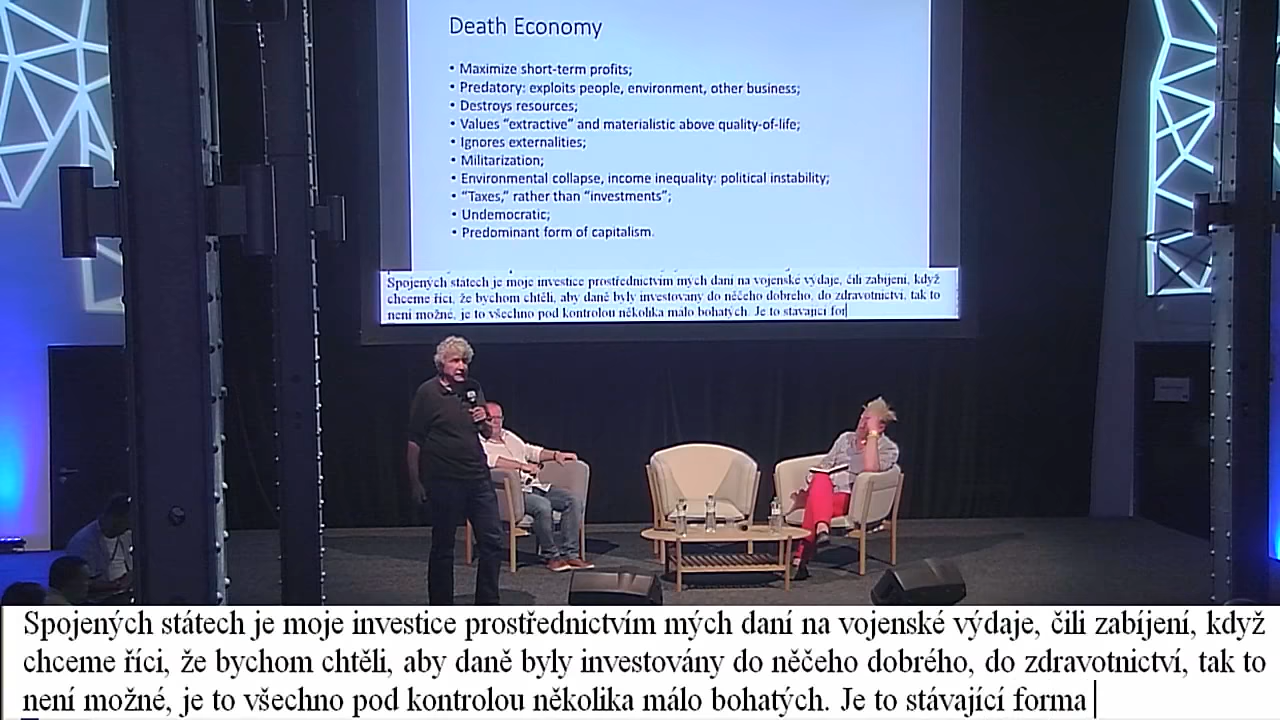 Death Economy
• Maximize short-term profits;
• Predatory: exploits people, environment, other business;
• Destroys resources;
• Values “extractive” and materialistic above quality-of-life;
• Ignores externalities;
• Militarization;
• Environmental collapse, income inequality: political instability;
• “Taxes,” rather than “investments”;
• Undemocratic;
• Predominant form of capitalism.
Spojených státech je moje investice prostřednictvím mých daní na vojenské výdaje, čili zabíjení, když
chceme říci, že bychom chtěli, aby daně byly investovány do něčeho dobrého, do zdravotnictví, tak to
není možné, je to všechno pod kontrolou několika málo bohatých. Je to stávající for
Spojených státech je moje investice prostřednictvím mých daní na vojenské výdaje, čili zabíjení, když
chceme říci, že bychom chtěli, aby daně byly investovány do něčeho dobrého, do zdravotnictví, tak to
není možné, je to všechno pod kontrolou několika málo bohatých. Je to stávající forma